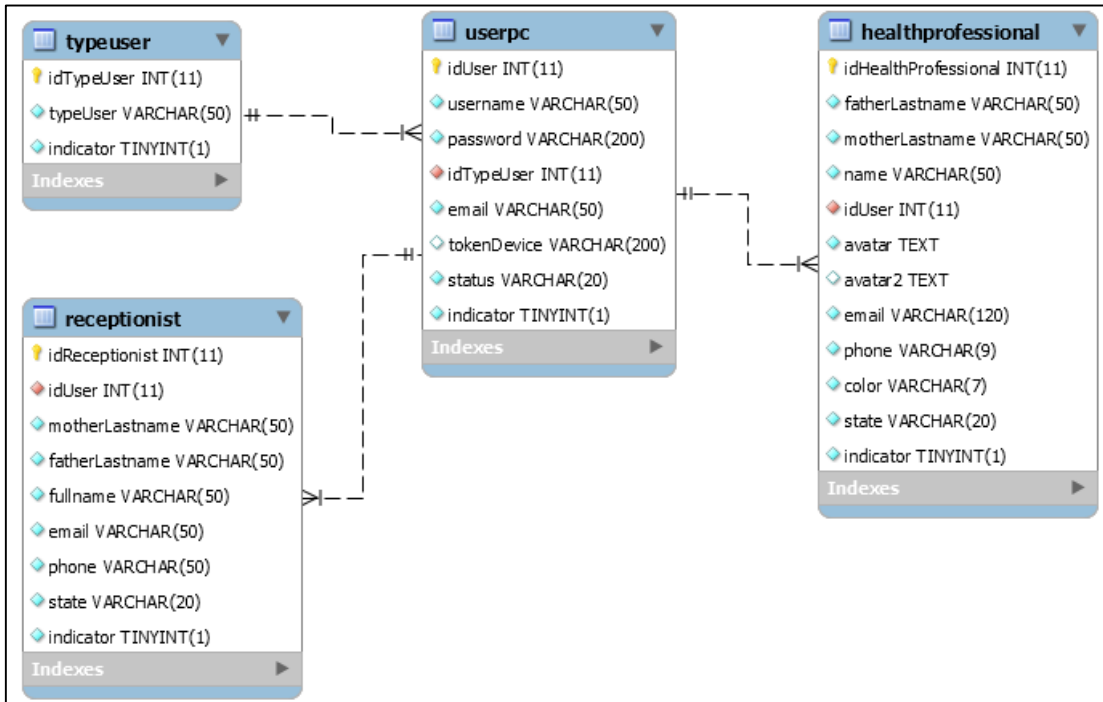 typeuser
idTypeUser INT(11)
typeUser VARCHAR(50)
indicator TINYINT(1)
Indexes
userpc
idUser INT(11)
username VARCHAR(50)
password VARCHAR(200)
idTypeUser INT(11)
email VARCHAR(50)
tokenDevice VARCHAR(200)
status VARCHAR(20)
indicator TINYINT(1)
Indexes
healthprofessional
idHealthProfessional INT(11)
fatherLastname VARCHAR(50)
motherLastname VARCHAR(50)
name VARCHAR(50)
idUser INT(11)
avatar TEXT
avatar2 TEXT
email VARCHAR(120)
phone VARCHAR(9)
color VARCHAR(7)
state VARCHAR(20)
indicator TINYINT(1)
Indexes
receptionist
idReceptionist INT(11)
idUser INT(11)
motherLastname VARCHAR(50)
fatherLastname VARCHAR(50)
fullname VARCHAR(50)
email VARCHAR(50)
phone VARCHAR(50)
state VARCHAR(20)
indicator TINYINT(1)
Indexes